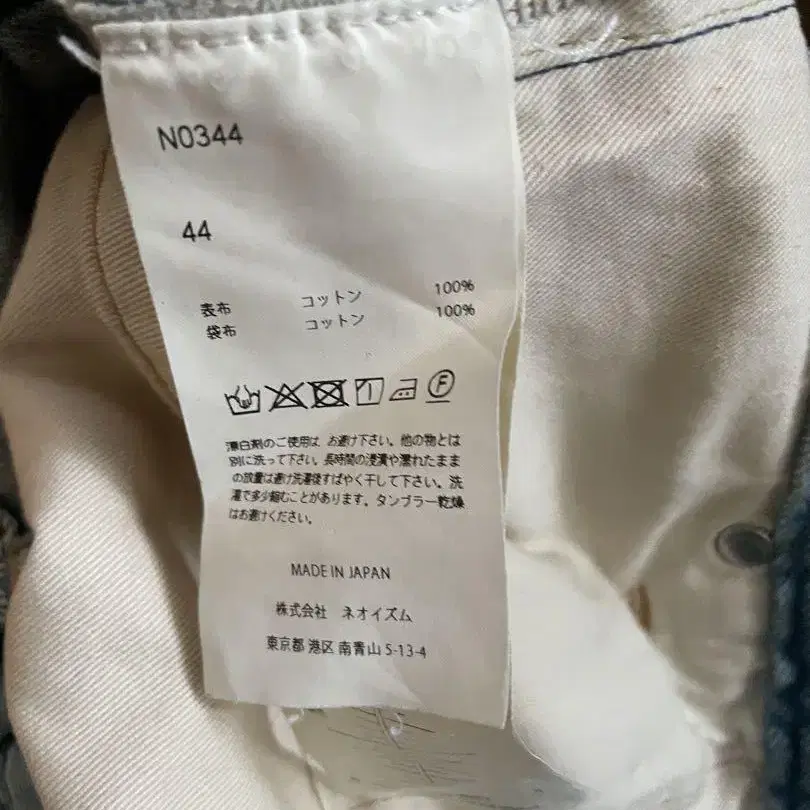 N0344
44
表布 コットン 100%
袋布 コットン 100%
F
漂白剤のご使用は、お避け下さい。他の物とは
別に洗って下さい。長時間の浸漬や濡れたまま
の放置は避け洗濯後すばやく干して下さい。洗
濯で多少縮むことがあります。タンブラー乾燥
はお避けください。
MADE IN JAPAN
株式会社 ネオイズム
東京都 港区 南青山 5-13-4